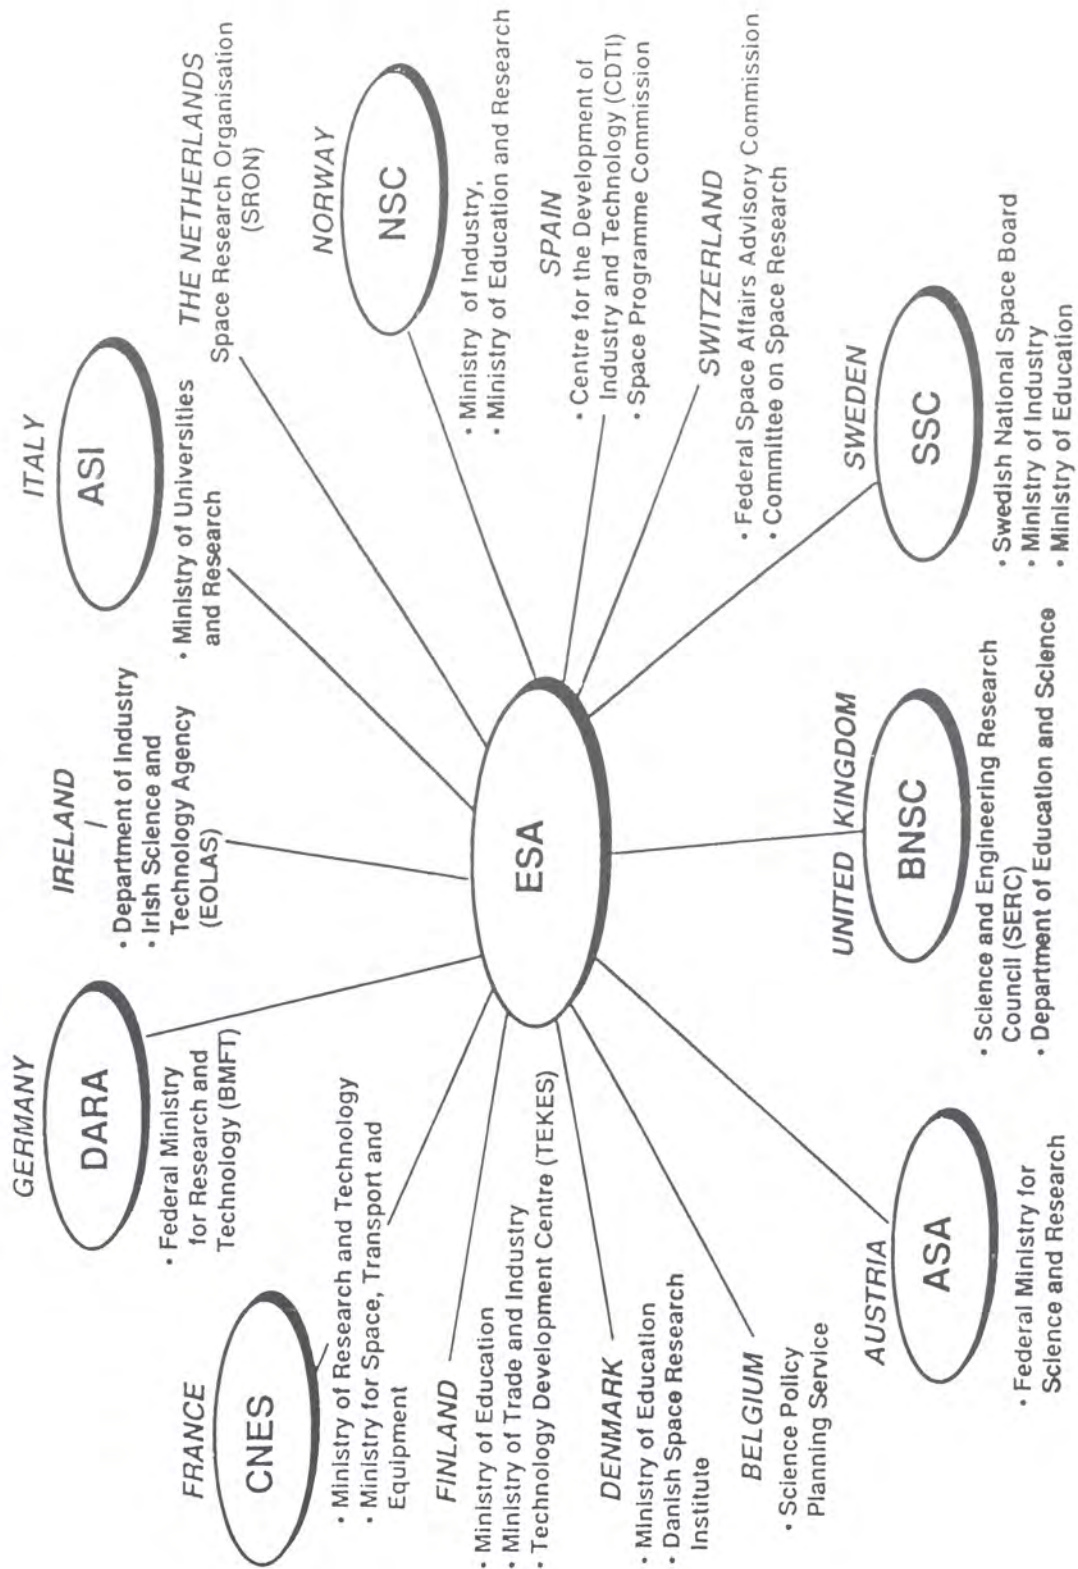 FRANCE
CNES
• Ministry of Research and Technology
• Ministry for Space, Transport and
Equipment
GERMANY
DARA
• Federal Ministry
for Research and
Technology (BMFT)
IRELAND
• Department of Industry
• Irish Science and
Technology Agency
(EOLAS)
ITALY
ASI
• Ministry of Universities
and Research
THE NETHERLANDS
Space Research Organisation
(SRON)
NORWAY
NSC
• Ministry of Industry,
• Ministry of Education and Research
SPAIN
• Centre for the Development of
Industry and Technology (CDTI)
• Space Programme Commission
SWITZERLAND
• Federal Space Affairs Advisory Commission
• Committee on Space Research
SWEDEN
SSC
• Swedish National Space Board
• Ministry of Industry
• Ministry of Education
UNITED KINGDOM
BNSC
• Science and Engineering Research
Council (SERC)
• Department of Education and Science
AUSTRIA
ASA
• Federal Ministry for
Science and Research
BELGIUM
• Science Policy
Planning Service
DENMARK
• Ministry of Education
• Danish Space Research
Institute
FINLAND
• Ministry of Education
• Ministry of Trade and Industry
• Technology Development Centre (TEKES)
ESA